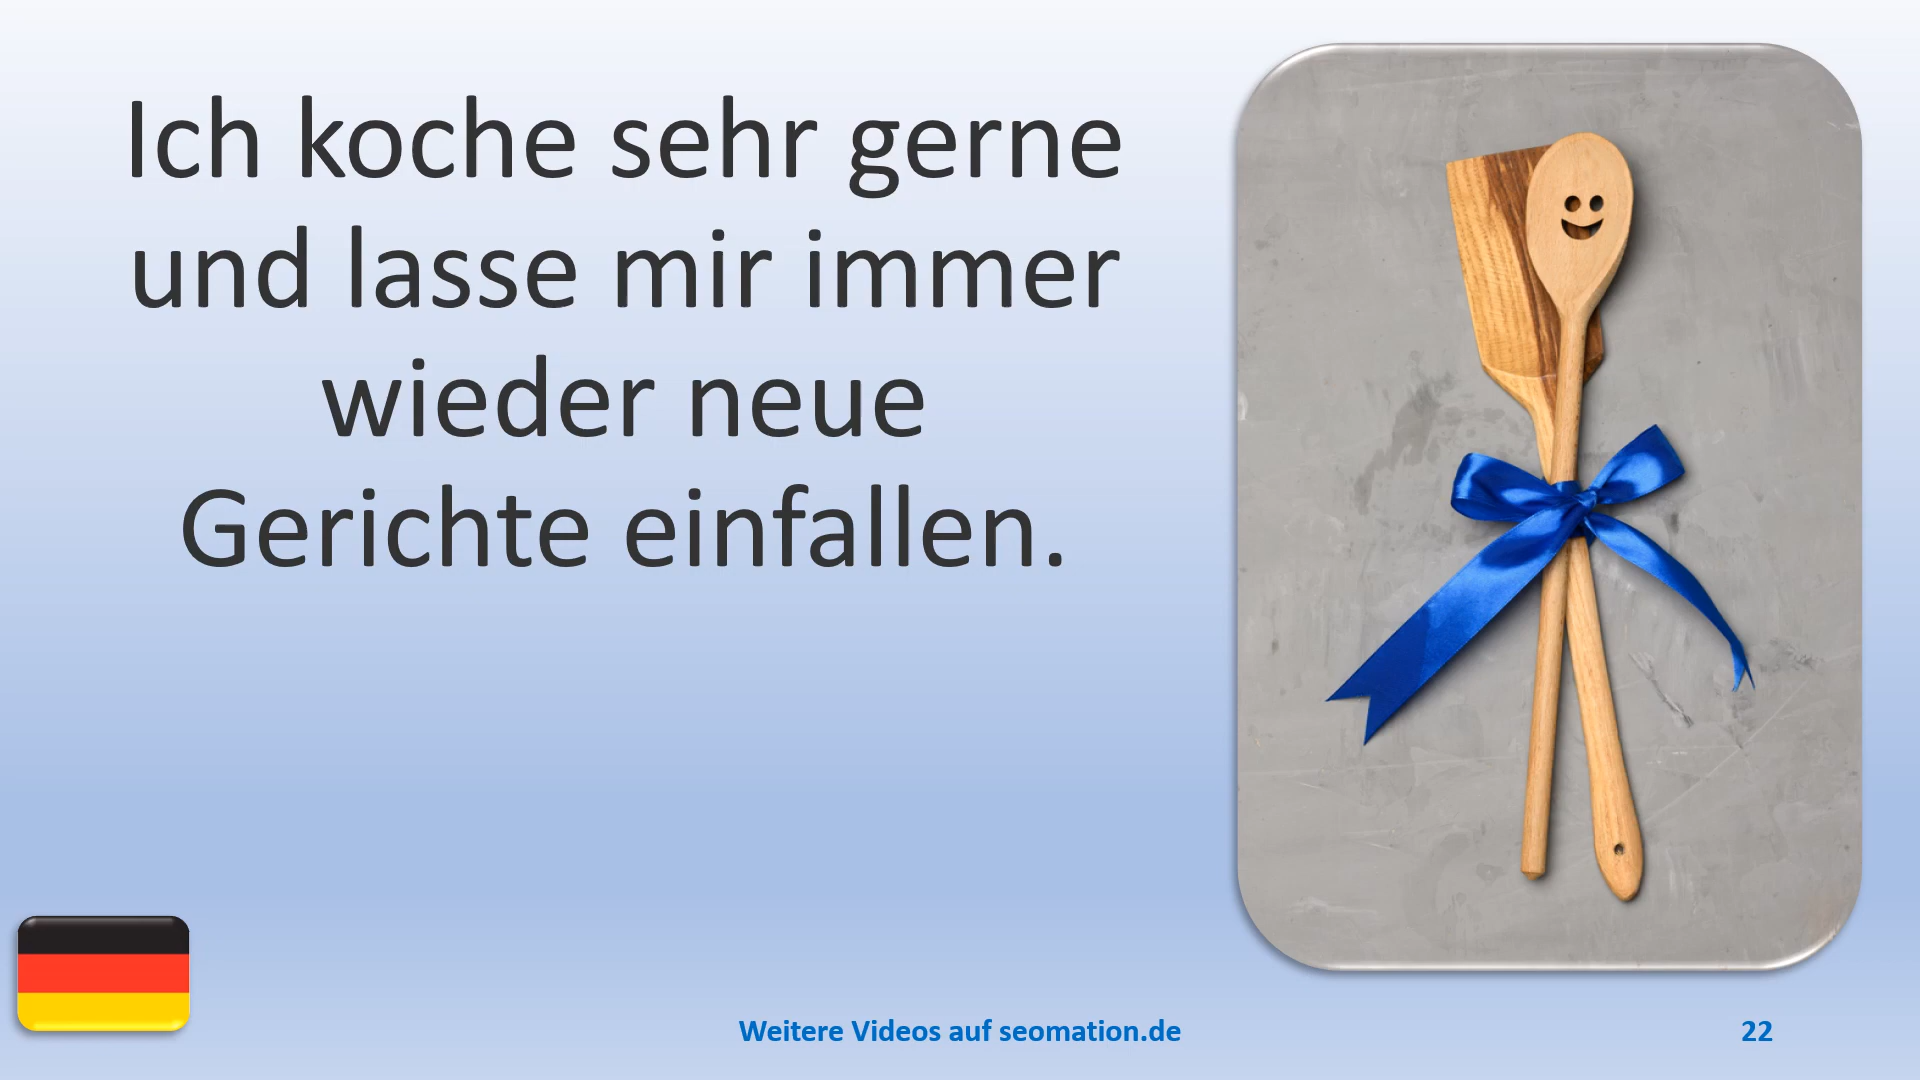 Ich koche sehr gerne
und lasse mir immer
wieder neue
Gerichte einfallen.
Weitere Videos auf seomation.de
22